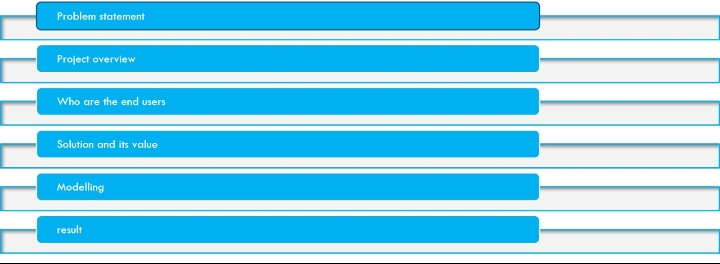 Problem statement
Project overview
Who are the end users
Solution and its value
Modelling
result